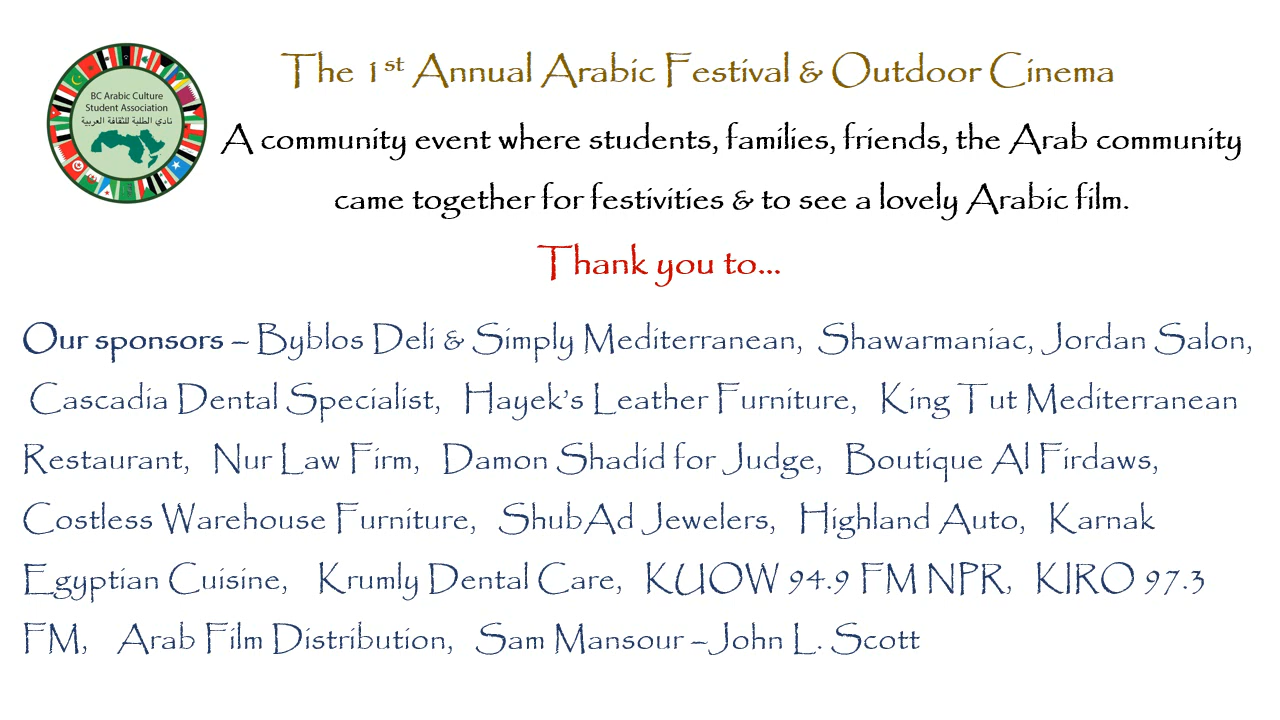 BC Arabic Culture
Student Association
نادي الطلبة للثقافة العربية
The 1st Annual Arabic Festival & Outdoor Cinema
A community event where students, families, friends, the Arab community
came together for festivities & to see a lovely Arabic film.
Thank you to...
Our sponsors – Byblos Deli & Simply Mediterranean, Shawarmaniac, Jordan Salon,
Cascadia Dental Specialist, Hayek’s Leather Furniture, King Tut Mediterranean
Restaurant, Nur Law Firm, Damon Shadid for Judge, Boutique Al Firdaws,
Costless Warehouse Furniture, ShubAd Jewelers, Highland Auto, Karnak
Egyptian Cuisine, Krumly Dental Care, KUOW 94.9 FM NPR, KIRO 97.3
FM, Arab Film Distribution, Sam Mansour – John L. Scott